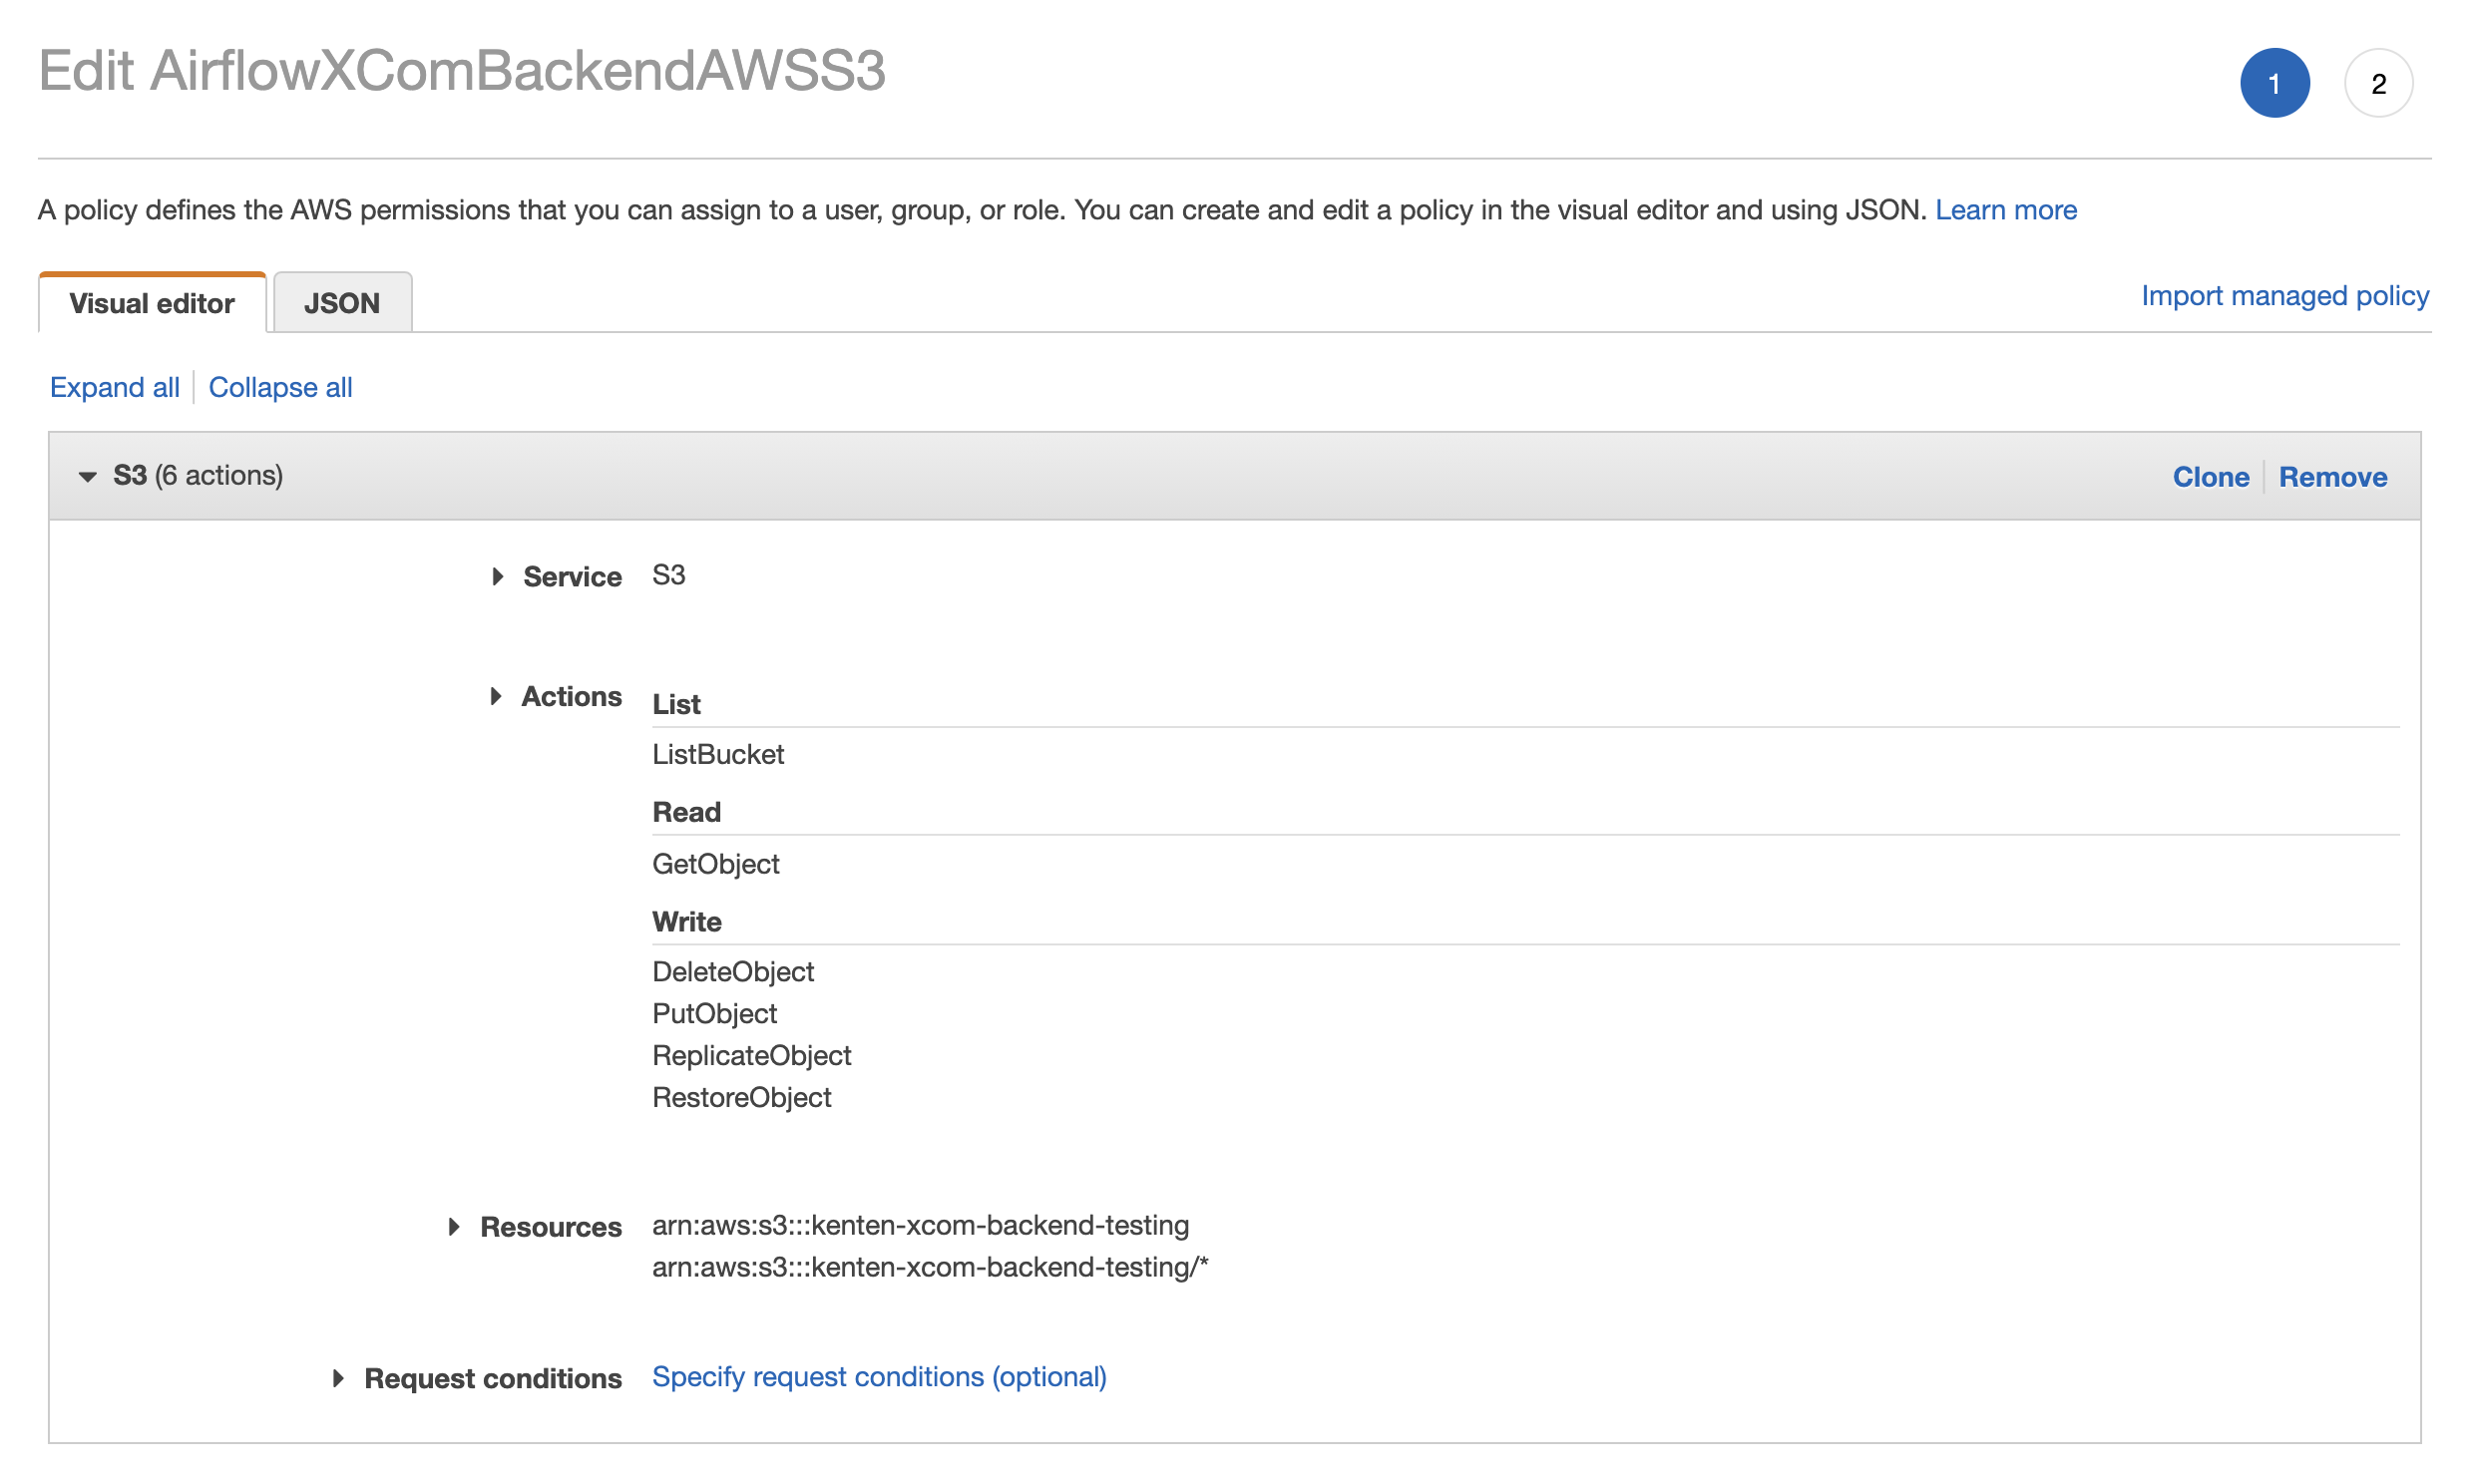 Edit AirflowXComBackendAWSS3
1 2
A policy defines the AWS permissions that you can assign to a user, group, or role. You can create and edit a policy in the visual editor and using JSON. Learn more
Visual editor JSON Import managed policy
Expand all Collapse all
S3 (6 actions) Clone Remove
Service S3
Actions List
ListBucket
Read
GetObject
Write
DeleteObject
PutObject
ReplicateObject
RestoreObject
Resources arn:aws:s3:::kenten-xcom-backend-testing
arn:aws:s3:::kenten-xcom-backend-testing/*
Request conditions Specify request conditions (optional)